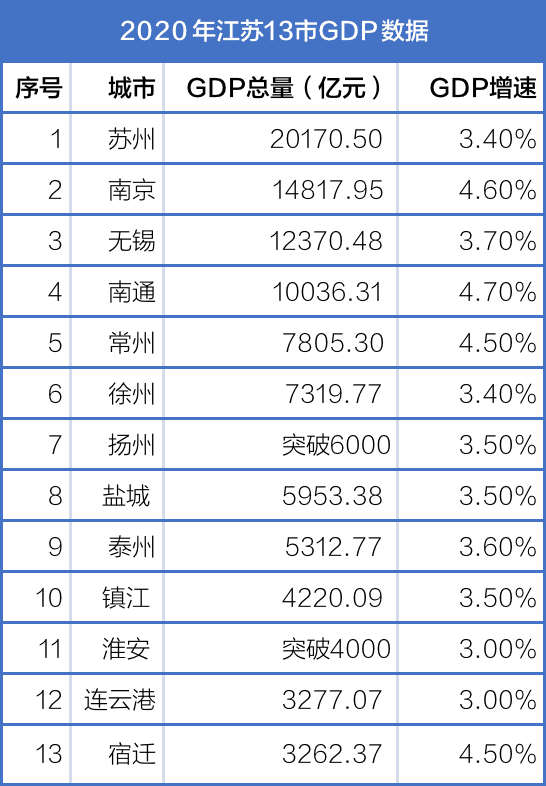 2020年江苏13市GDP数据
序号 城市 GDP总量（亿元） GDP增速
1 苏州 20170.50 3.40%
2 南京 14817.95 4.60%
3 无锡 12370.48 3.70%
4 南通 10036.31 4.70%
5 常州 7805.30 4.50%
6 徐州 7319.77 3.40%
7 扬州 突破6000 3.50%
8 盐城 5953.38 3.50%
9 泰州 5312.77 3.60%
10 镇江 4220.09 3.50%
11 淮安 突破4000 3.00%
12 连云港 3277.07 3.00%
13 宿迁 3262.37 4.50%